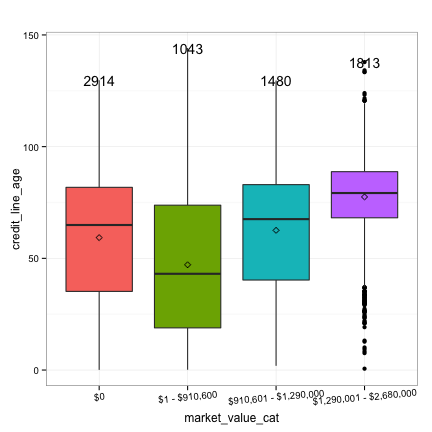 150
100
50
0
credit_line_age
2914
1043
1480
1813
$0
$1 - $910,600
$910,601 - $1,290,000
$1,290,001 - $2,680,000
market_value_cat